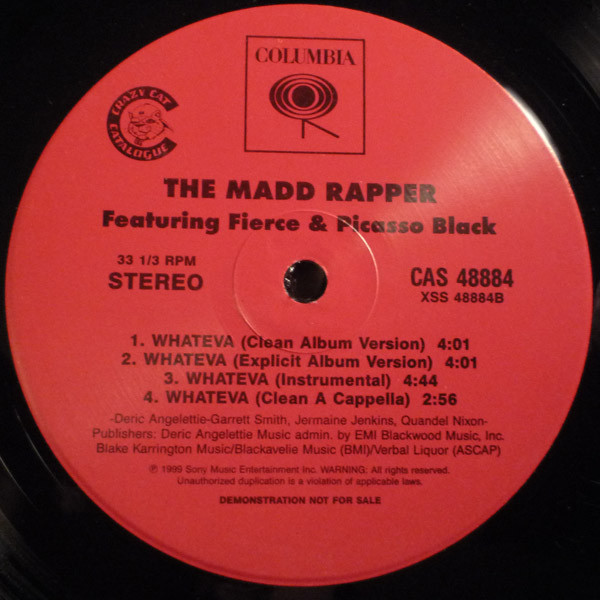 COLUMBIA
CRAZY CAT
CATALOGUE
THE MADD RAPPER
Featuring Fierce & Picasso Black
33 1/3 RPM
STEREO
CAS 48884
XSS 48884B
1. WHATEVA (Clean Album Version) 4:01
2. WHATEVA (Explicit Album Version) 4:01
3. WHATEVA (Instrumental) 4:44
4. WHATEVA (Clean A Cappella) 2:56
-Deric Angelettie-Garrett Smith, Jermaine Jenkins, Quandel Nixon-
Publishers: Deric Angelettie Music admin. by EMI Blackwood Music, Inc.
Blake Karrington Music/Blackavelie Music (BMI)/Verbal Liquor (ASCAP)
℗ 1999 Sony Music Entertainment Inc. WARNING: All rights reserved.
Unauthorized duplication is a violation of applicable laws.
DEMONSTRATION NOT FOR SALE